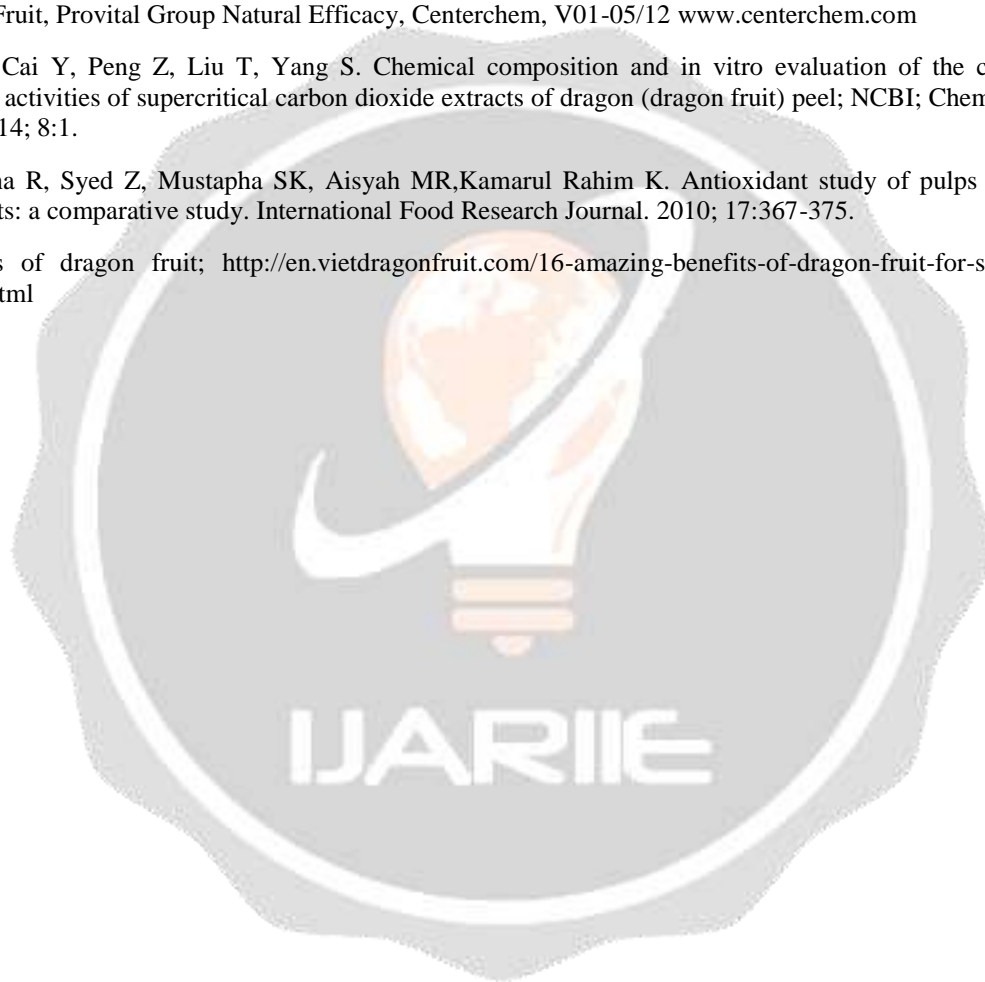 Fruit, Provital Group Natural Efficacy, Centerchem, V01-05/12 www.centerchem.com
Cai Y, Peng Z, Liu T, Yang S. Chemical composition and in vitro evaluation of the c
activities of supercritical carbon dioxide extracts of dragon (dragon fruit) peel; NCBI; Chem
14; 8:1.
na R, Syed Z, Mustapha SK, Aisyah MR,Kamarul Rahim K. Antioxidant study of pulps
ts: a comparative study. International Food Research Journal. 2010; 17:367-375.
s of dragon fruit; http://en.vietdragonfruit.com/16-amazing-benefits-of-dragon-fruit-for-s
tml
IJARIIE